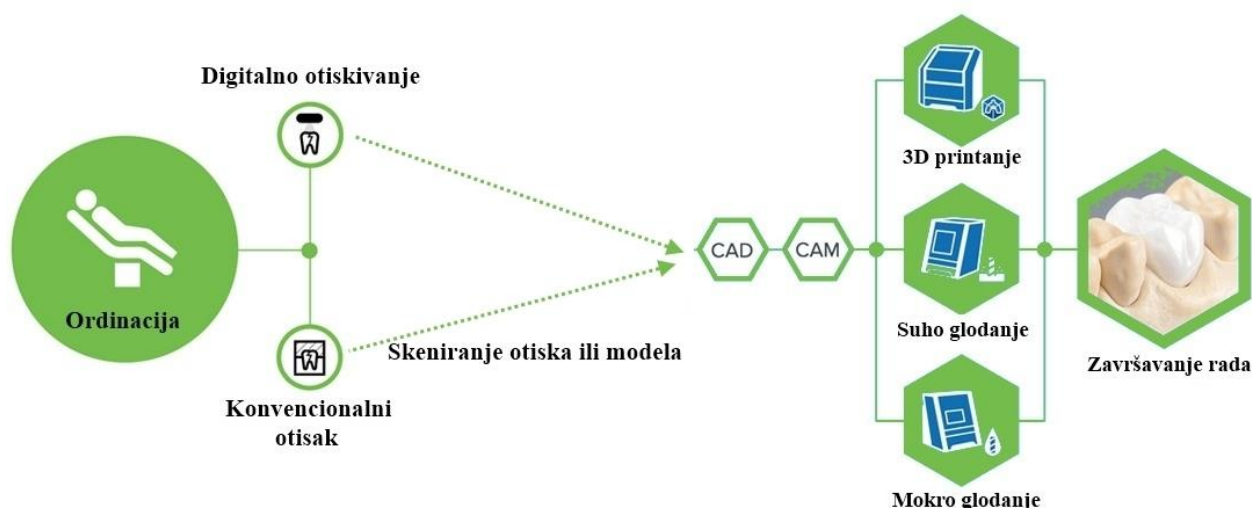 Digitalno otiskivanje
Ordinacija
Konvencionalni
otisak
Skeniranje otiska ili modela
CAD
CAM
3D printanje
Suho glodanje
Mokro glodanje
Završavanje rada